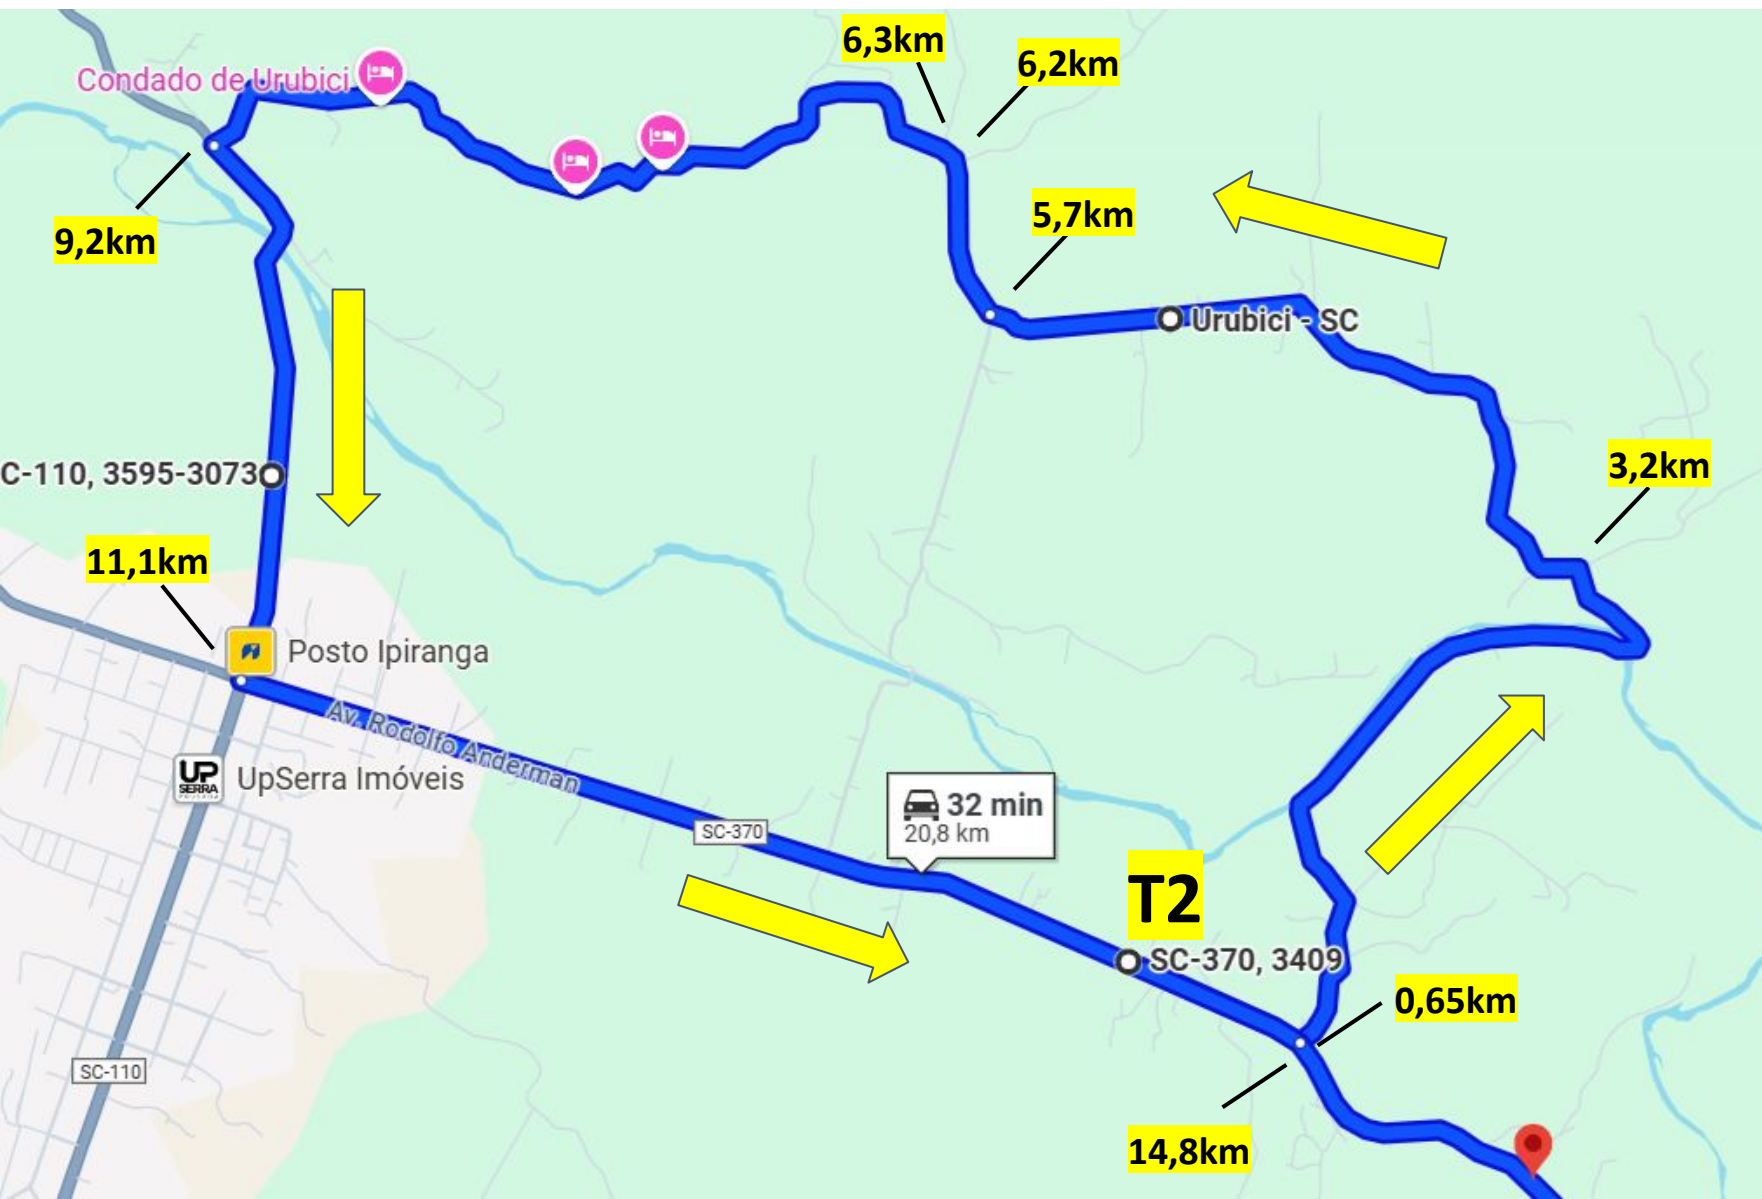 6,3km
6,2km
Condado de Urubici
5,7km
9,2km
Urubici - SC
3,2km
C-110, 3595-3073
11,1km
Posto Ipiranga
Av. Rodolfo Anderman
UP
SERRA
UpSerra Imóveis
32 min
20,8 km
SC-370
T2
SC-370, 3409
0,65km
SC-110
14,8km